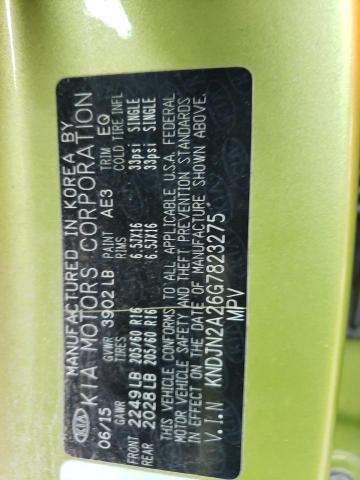 MANUFACTURED IN KOREA BY
KIA KIA MOTORS CORPORATION
06/15 GVWR 3902LB AE3 TRIM EQ
GAWR TIRES RIMS COLD TIRE INFL
FRONT 2249LB 205/60 R16 6.5JX16 33psi SINGLE
REAR 2028LB 205/60 R16 6.5JX16 33psi SINGLE
THIS VEHICLE CONFORMS TO ALL APPLICABLE U.S.A. FEDERAL
MOTOR VEHICLE SAFETY AND THEFT PREVENTION STANDARDS
IN EFFECT ON THE DATE OF MANUFACTURE SHOWN ABOVE.
V.I.N KNDJN2A26G7823275
MPV